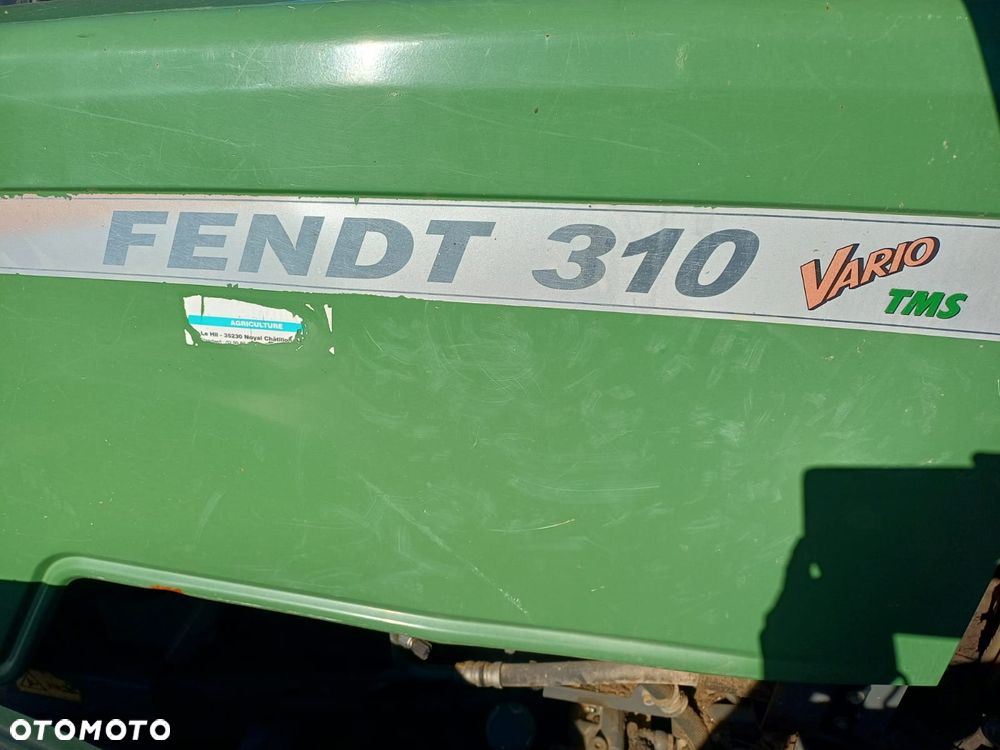 FENDT 310 VARIO
TMS
AGRICULTURE
Le Hil - 35230 Noyal Châtillon
OTOMOTO